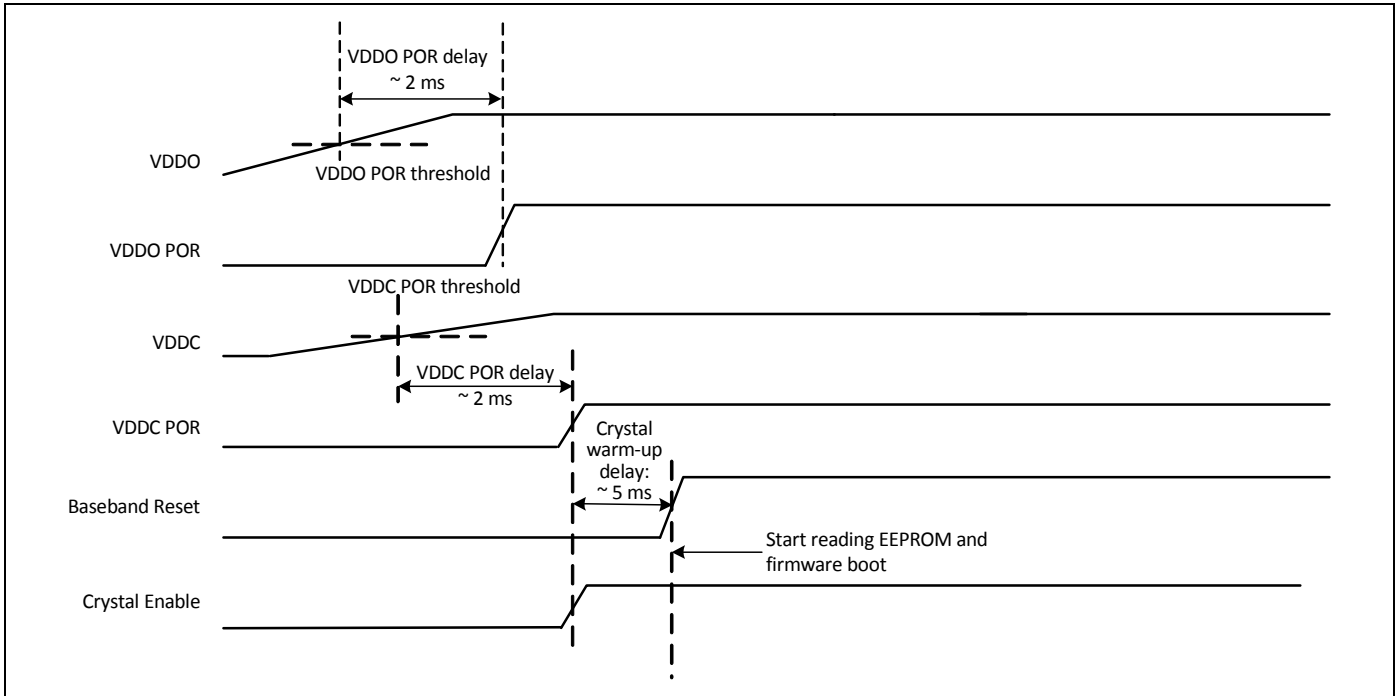 VDDO POR delay
~ 2 ms
VDDO
VDDO POR threshold
VDDO POR
VDDC POR threshold
VDDC
VDDC POR delay
~ 2 ms
VDDC POR
Crystal
warm-up
delay:
~ 5 ms
Baseband Reset
Start reading EEPROM and
firmware boot
Crystal Enable